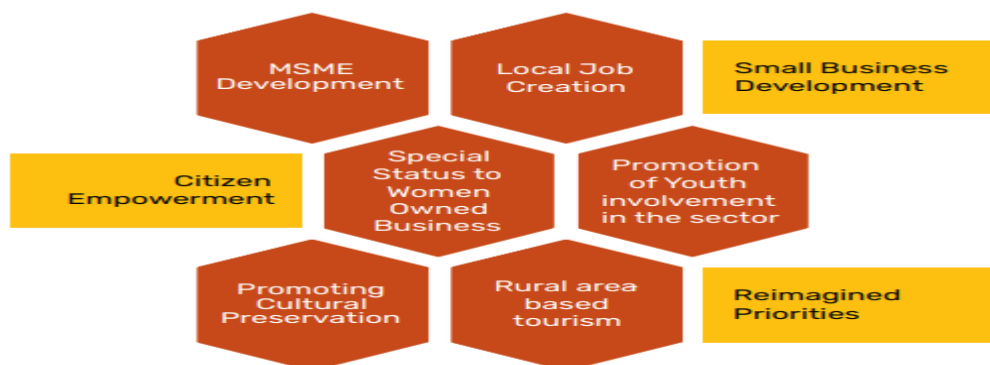 MSME
Development
Local Job
Creation
Small Business
Development
Citizen
Empowerment
Special
Status to
Women
Owned
Business
Promotion
of Youth
involvement
in the sector
Promoting
Cultural
Preservation
Rural area
based
tourism
Reimagined
Priorities